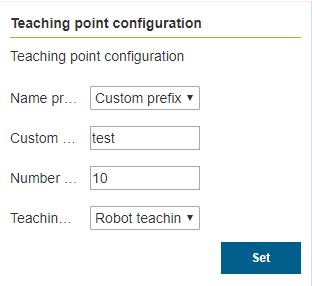 Teaching point configuration
Teaching point configuration
Name pr... Custom prefix
Custom ... test
Number ... 10
Teachin... Robot teachin
Set